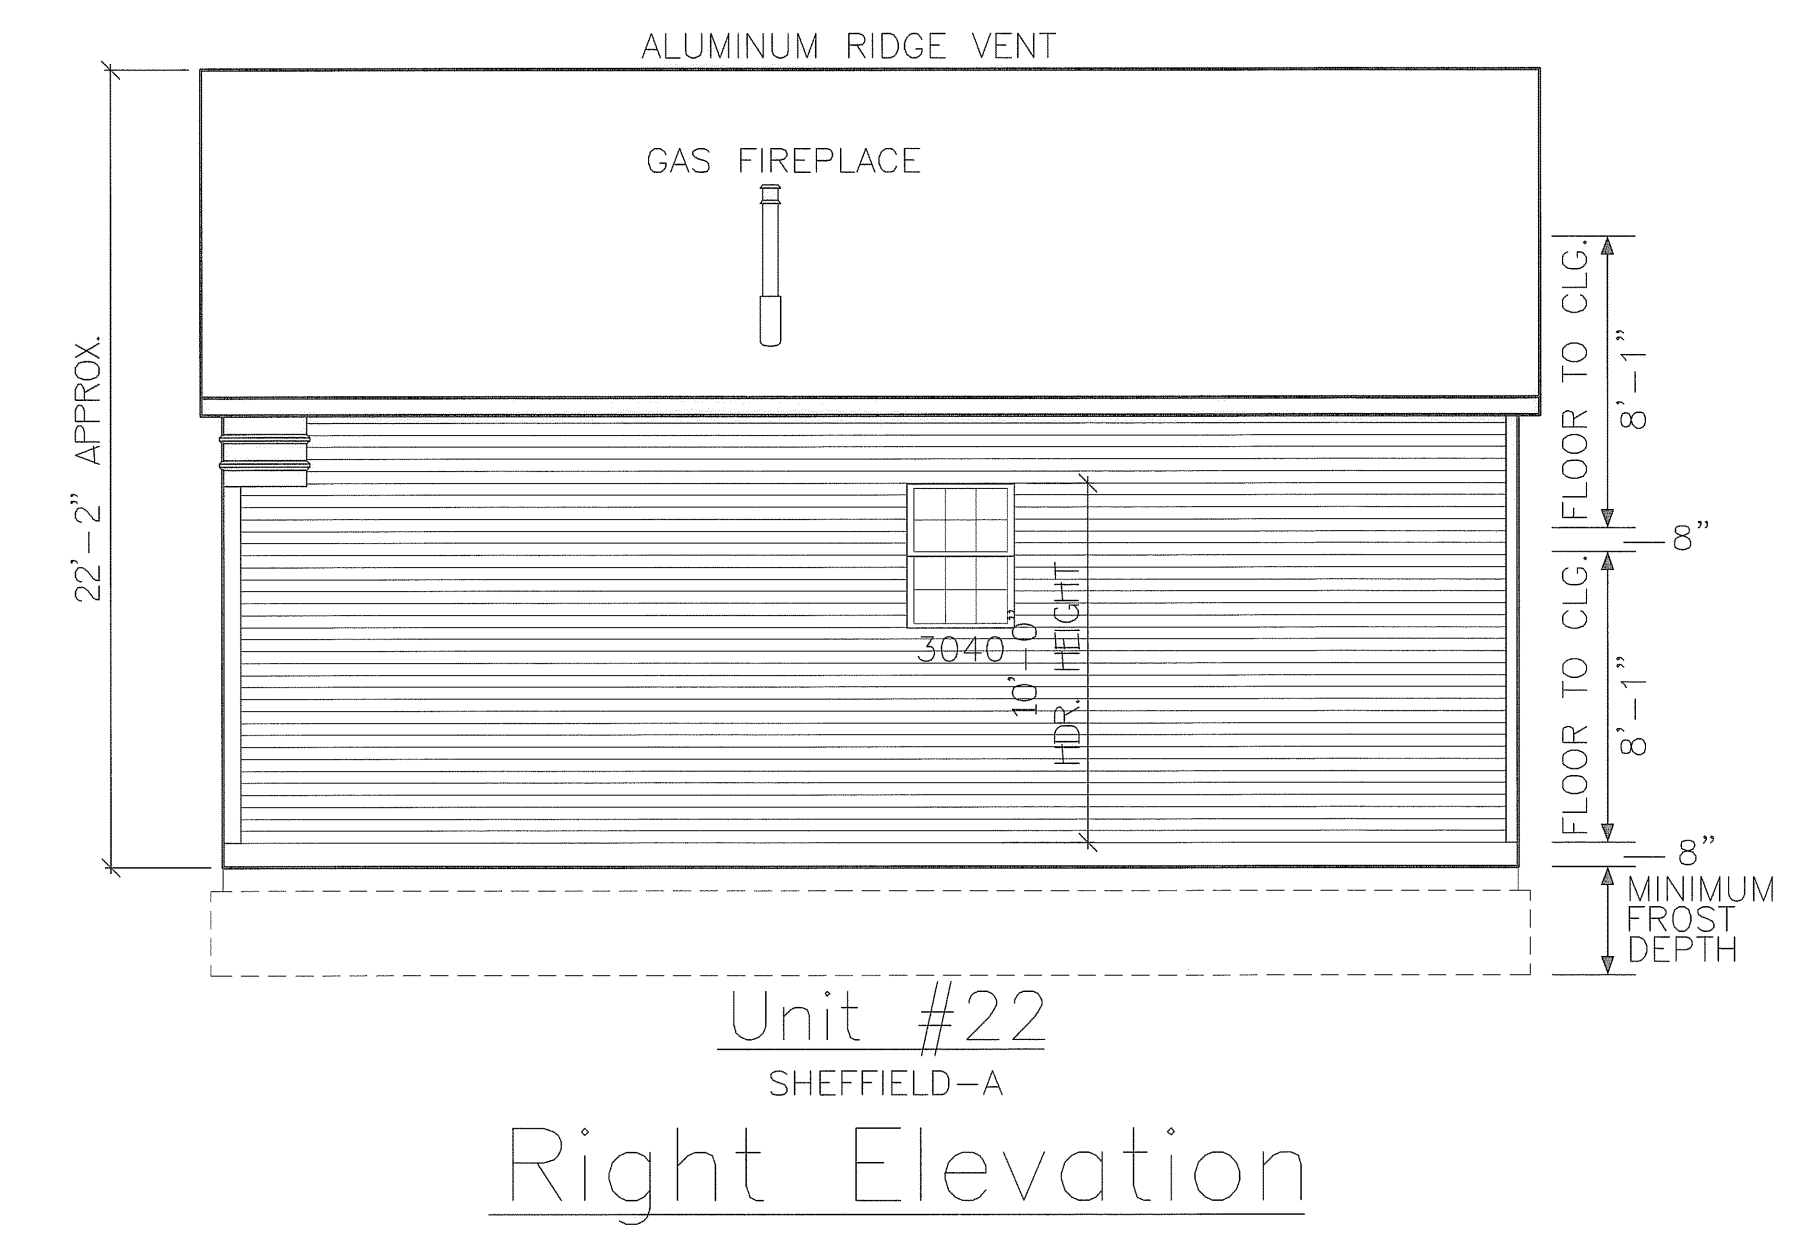 ALUMINUM RIDGE VENT
GAS FIREPLACE
22'-2" APPROX.
FLOOR TO CLG.
8'-1"
8"
FLOOR TO CLG.
8'-1"
8"
MINIMUM
FROST
DEPTH
3040
10'-0"
HDR. HEIGHT
Unit #22
SHEFFIELD-A
Right Elevation